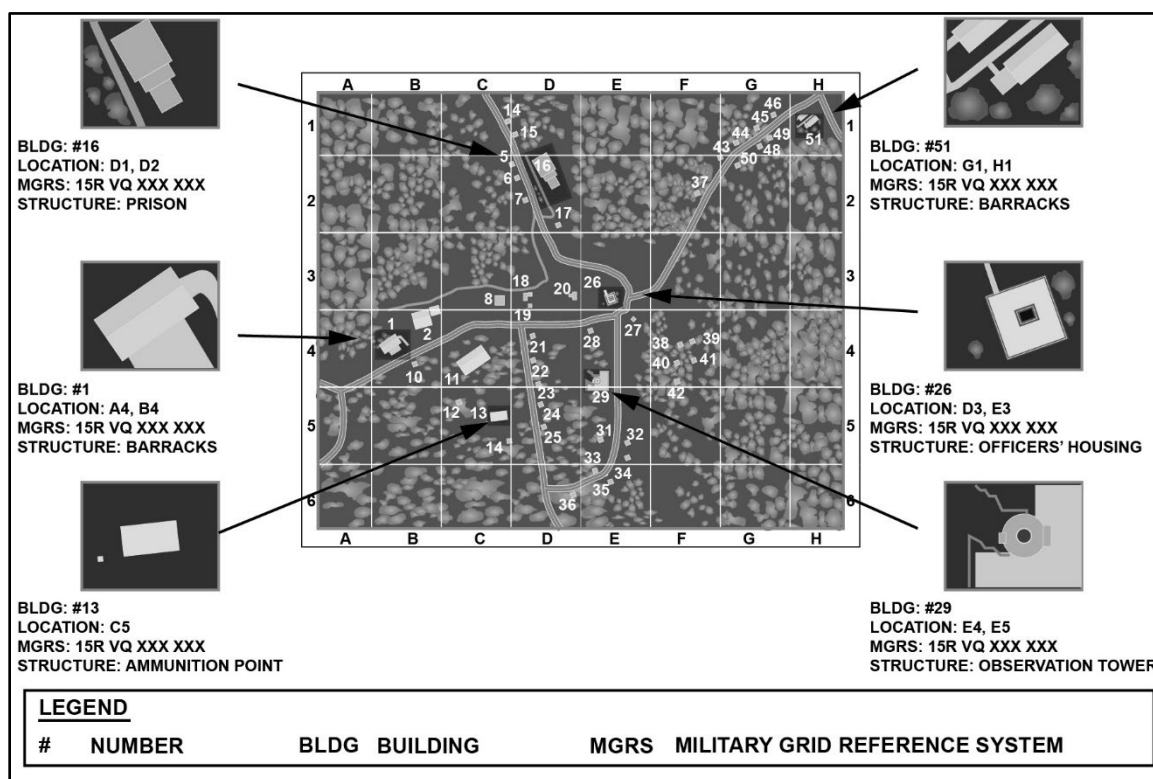 BLDG: #16
LOCATION: D1, D2
MGRS: 15R VQ XXX XXX
STRUCTURE: PRISON
BLDG: #1
LOCATION: A4, B4
MGRS: 15R VQ XXX XXX
STRUCTURE: BARRACKS
BLDG: #13
LOCATION: C5
MGRS: 15R VQ XXX XXX
STRUCTURE: AMMUNITION POINT
A B C D E F G H
1 14 15 43 44 45 46 49 48 51 1
2 5 6 7 16 17 37 50 2
3 8 18 19 20 26 27 3
4 1 2 10 11 21 22 28 29 38 39 40 41 42 4
5 12 13 14 23 24 25 31 32 5
6 33 34 35 36 6
A B C D E F G H
BLDG: #51
LOCATION: G1, H1
MGRS: 15R VQ XXX XXX
STRUCTURE: BARRACKS
BLDG: #26
LOCATION: D3, E3
MGRS: 15R VQ XXX XXX
STRUCTURE: OFFICERS' HOUSING
BLDG: #29
LOCATION: E4, E5
MGRS: 15R VQ XXX XXX
STRUCTURE: OBSERVATION TOWER
LEGEND
# NUMBER BLDG BUILDING MGRS MILITARY GRID REFERENCE SYSTEM